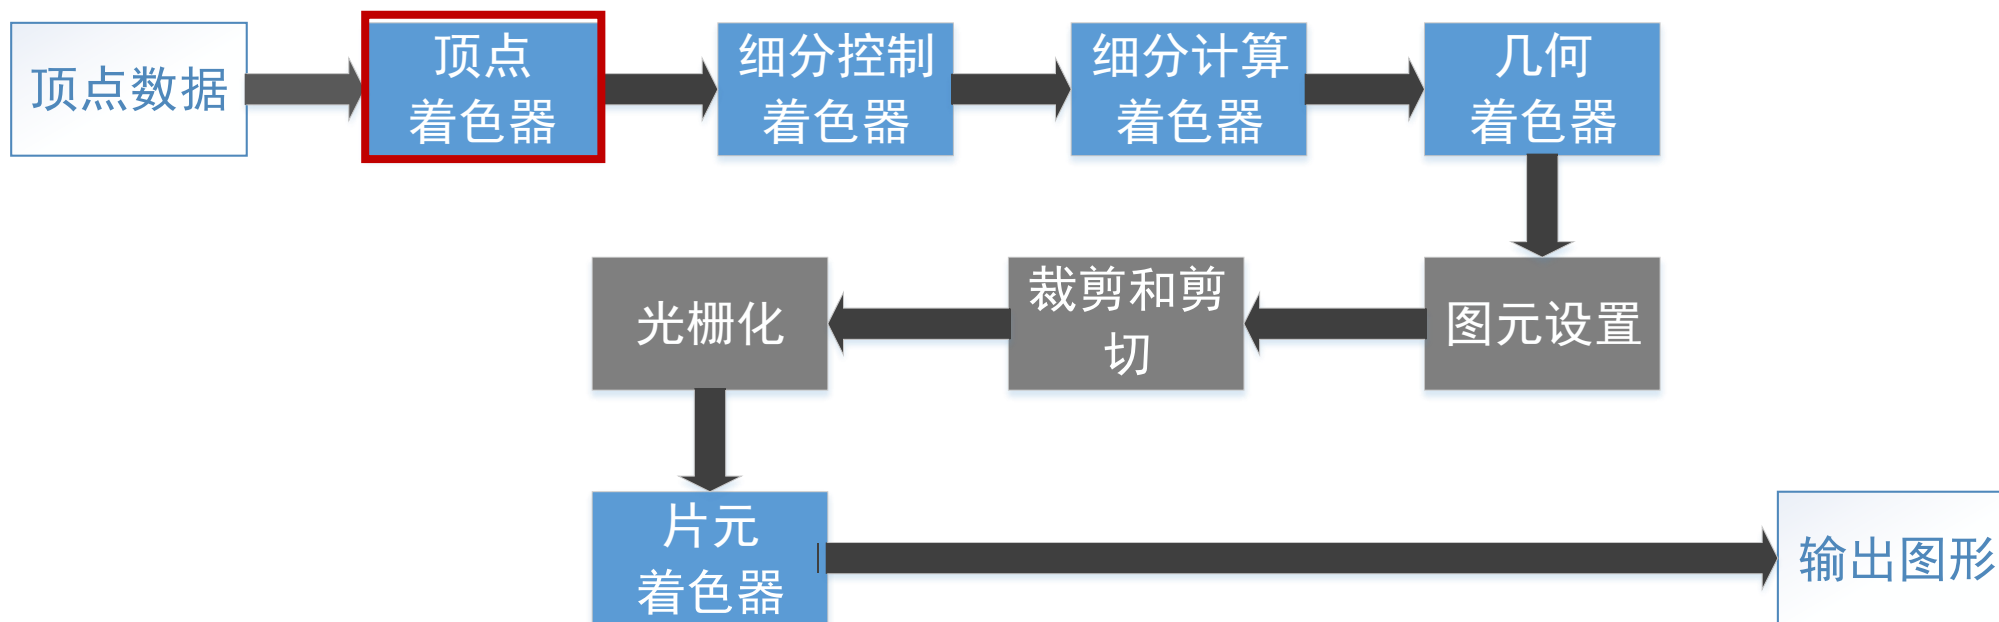 顶点数据
顶点
着色器
细分控制
着色器
细分计算
着色器
几何
着色器
光栅化
裁剪和剪
切
图元设置
片元
着色器
输出图形